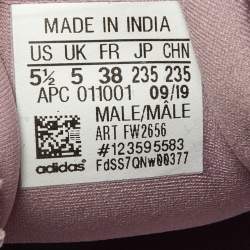 MADE IN INDIA
US UK FR JP CHN
5½ 5 38 235 235
APC 011001 09/19
MALE/MÂLE
ART FW2656
#123595583
adidas FdSS7QNw00377